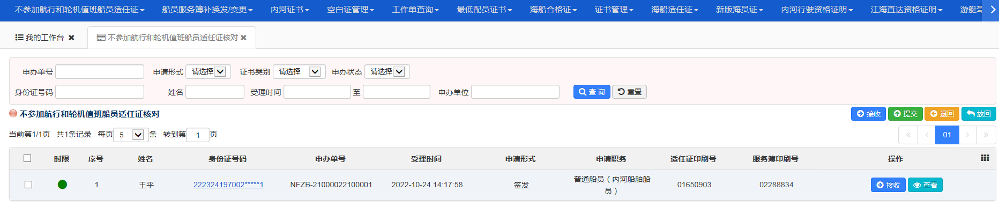 不参加航行和轮机值班船员适任证 船员服务簿补换发/变更 内河证书 空白证管理 工作单查询 最低配员证书 海船合格证 证书管理 海船适任证 新版海员证 内河行驶资格证明 江海直达资格证明 游艇
我的工作台 不参加航行和轮机值班船员适任证核对
申办单号 申请形式 请选择 证书类别 请选择 申办状态 请选择
身份证号码 姓名 受理时间 至 申办单位 查询 重置
不参加航行和轮机值班船员适任证核对 接收 提交 退回 放回
当前第1/1页 共1条记录 每页 5 条 转到第 1 页 « ‹ 01 › »
时限 序号 姓名 身份证号码 申办单号 受理时间 申请形式 申请职务 适任证印刷号 服务簿印刷号 操作
1 王平 222324197002*****1 NFZB-21000022100001 2022-10-24 14:17:58 签发 普通船员（内河船舶船 01650903 02288834 接收 查看
员）